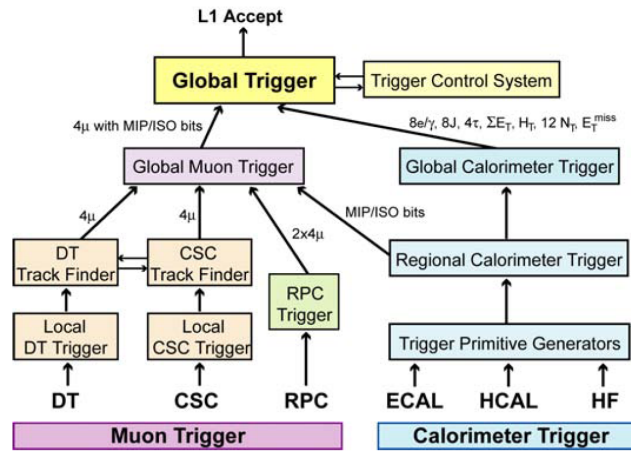 L1 Accept
Global Trigger
Trigger Control System
4μ with MIP/ISO bits
8e/γ, 8J, 4τ, ΣE_T, H_T, 12 N_T, E_T^miss
Global Muon Trigger
Global Calorimeter Trigger
4μ
4μ
2x4μ
MIP/ISO bits
DT
Track Finder
CSC
Track Finder
Regional Calorimeter Trigger
RPC
Trigger
Local
DT Trigger
Local
CSC Trigger
Trigger Primitive Generators
DT
CSC
RPC
ECAL
HCAL
HF
Muon Trigger
Calorimeter Trigger